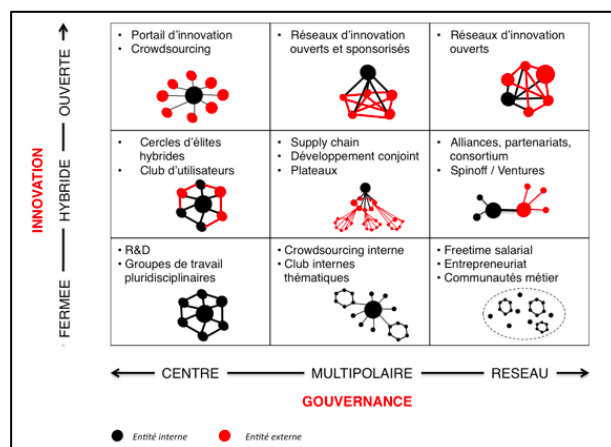 • Portail d'innovation
• Crowdsourcing
• Réseaux d'innovation
ouverts et sponsorisés
• Réseaux d'innovation
ouverts
• Cercles d'élites
hybrides
• Club d'utilisateurs
• Supply chain
• Développement conjoint
• Plateaux
• Alliances, partenariats,
consortium
• Spinoff / Ventures
• R&D
• Groupes de travail
pluridisciplinaires
• Crowdsourcing interne
• Club internes
thématiques
• Freetime salarial
• Entrepreneuriat
• Communautés métier
INNOVATION
OUVERTE
HYBRIDE
FERMEE
CENTRE
MULTIPOLAIRE
RESEAU
GOUVERNANCE
Entité interne
Entité externe